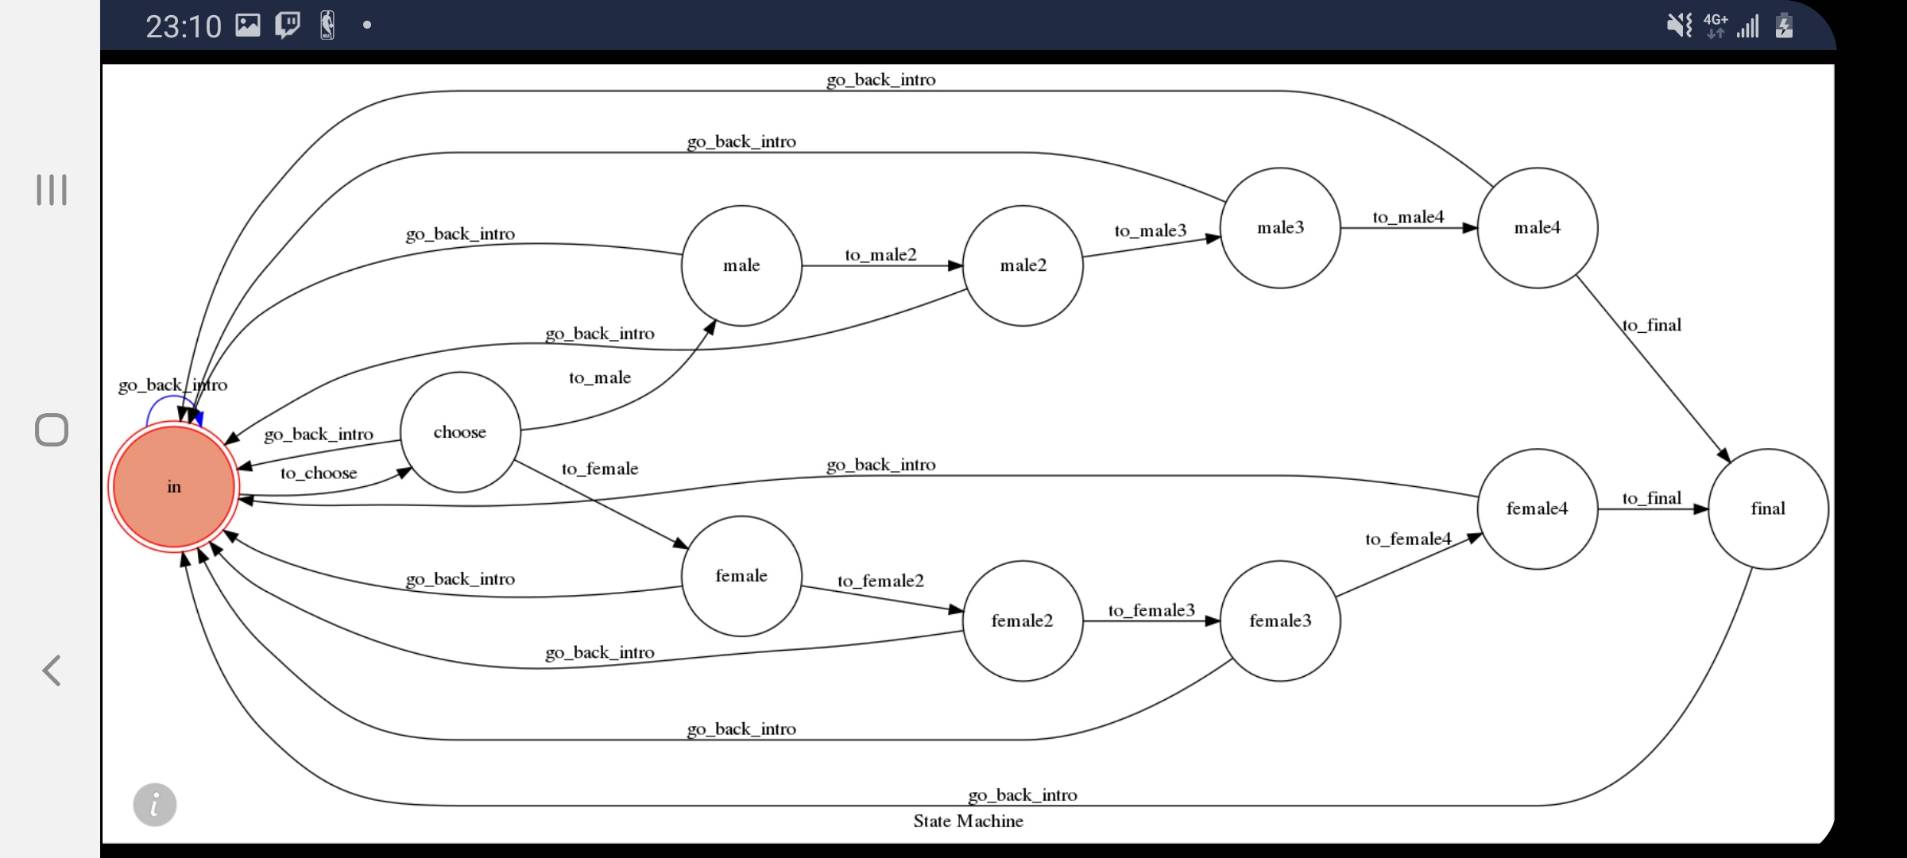 23:10
4G+
go_back_intro
go_back_intro
go_back_intro
male
to_male2
male2
to_male3
male3
to_male4
male4
go_back_intro
to_final
to_male
go_back_intro
go_back_intro
choose
to_choose
in
to_female
go_back_intro
female4
to_final
final
to_female4
go_back_intro
female
to_female2
female2
to_female3
female3
go_back_intro
go_back_intro
go_back_intro
State Machine
i